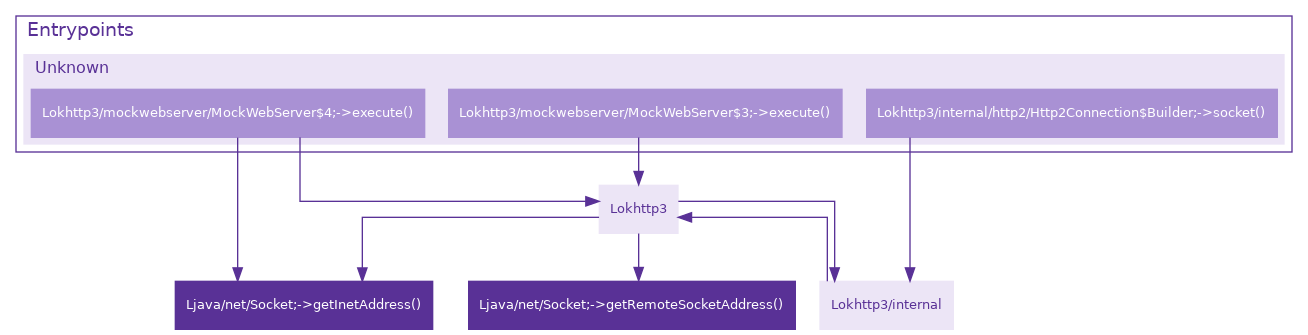 Entrypoints
Unknown
Lokhttp3/mockwebserver/MockWebServer$4;->execute()
Lokhttp3/mockwebserver/MockWebServer$3;->execute()
Lokhttp3/internal/http2/Http2Connection$Builder;->socket()
Lokhttp3
Ljava/net/Socket;->getInetAddress()
Ljava/net/Socket;->getRemoteSocketAddress()
Lokhttp3/internal